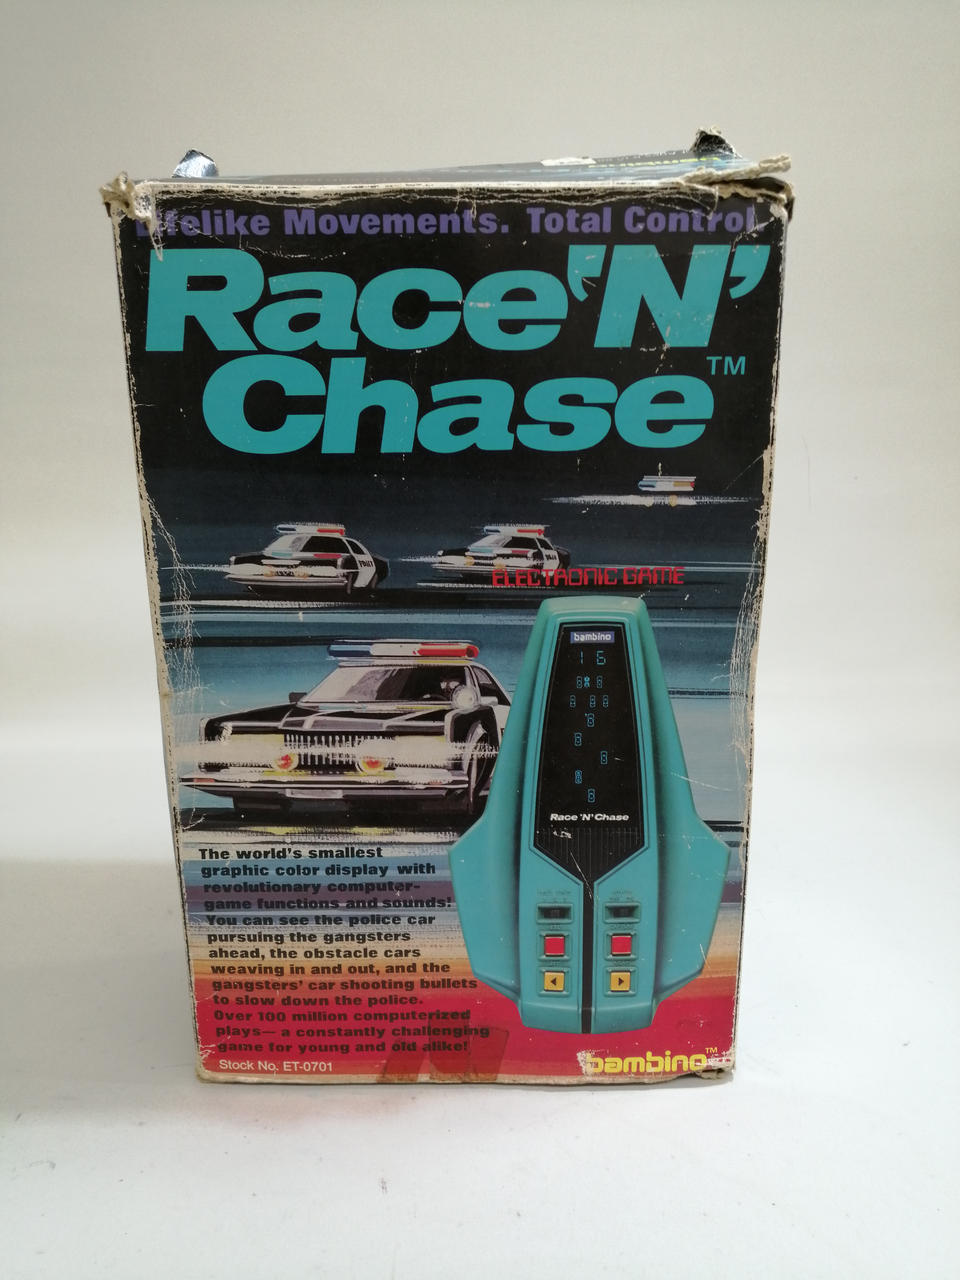 Lifelike Movements. Total Control.
Race 'N'
Chase™
ELECTRONIC GAME
bambino
16
Race 'N' Chase
The world's smallest
graphic color display with
revolutionary computer-
game functions and sounds!
You can see the police car
pursuing the gangsters
ahead, the obstacle cars
weaving in and out, and the
gangsters' car shooting bullets
to slow down the police.
Over 100 million computerized
plays— a constantly challenging
game for young and old alike!
Stock No. ET-0701
bambino™